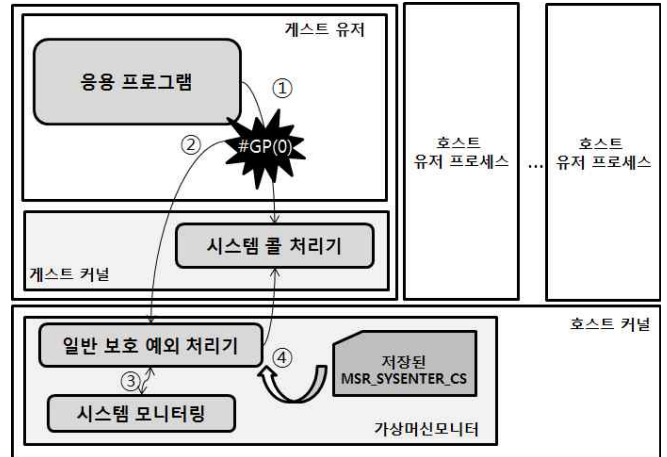 게스트 유저
응용 프로그램
①
②
#GP(0)
호스트
유저 프로세스
...
호스트
유저 프로세스
시스템 콜 처리기
게스트 커널
호스트 커널
일반 보호 예외 처리기
④
저장된
MSR_SYSENTER_CS
③
시스템 모니터링
가상머신모니터